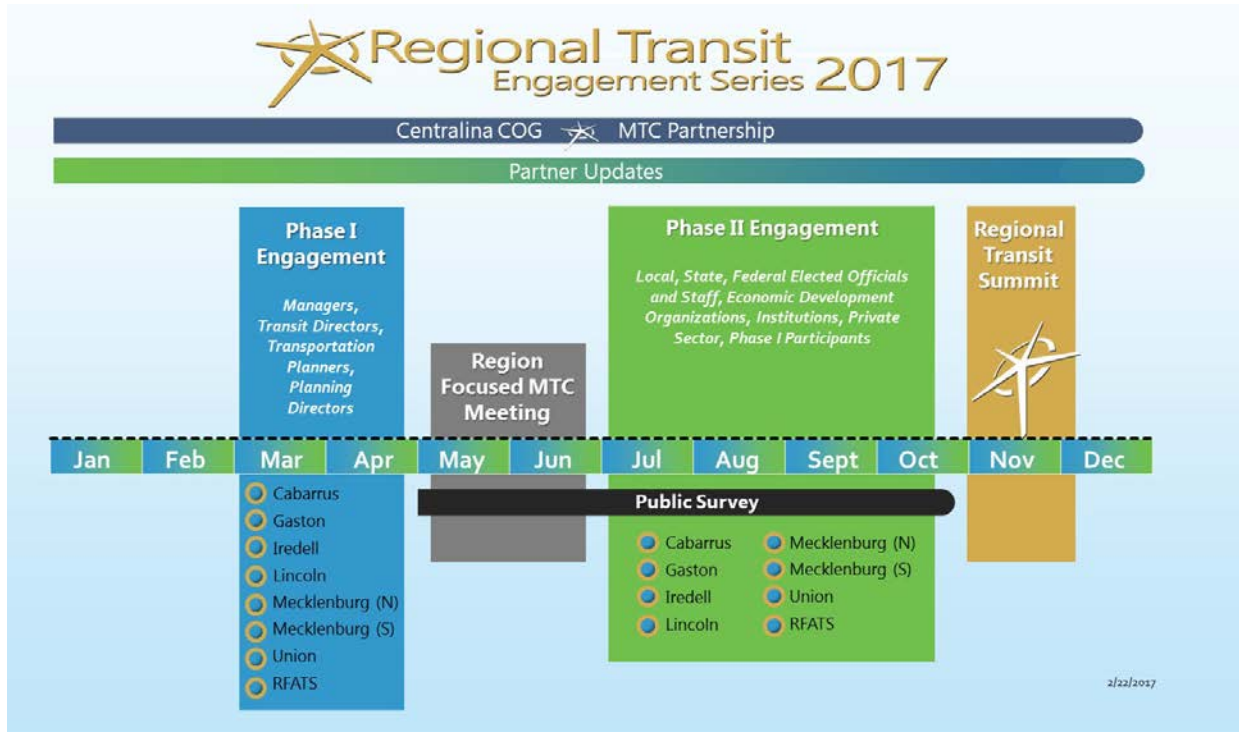 Regional Transit
Engagement Series 2017
Centralina COG MTC Partnership
Partner Updates
Phase I
Engagement
Managers,
Transit Directors,
Transportation
Planners,
Planning
Directors
Region
Focused MTC
Meeting
Phase II Engagement
Local, State, Federal Elected Officials
and Staff, Economic Development
Organizations, Institutions, Private
Sector, Phase I Participants
Regional
Transit
Summit
Jan Feb Mar Apr May Jun Jul Aug Sept Oct Nov Dec
Cabarrus
Gaston
Iredell
Lincoln
Mecklenburg (N)
Mecklenburg (S)
Union
RFATS
Public Survey
Cabarrus
Gaston
Iredell
Lincoln
Mecklenburg (N)
Mecklenburg (S)
Union
RFATS
2/22/2017